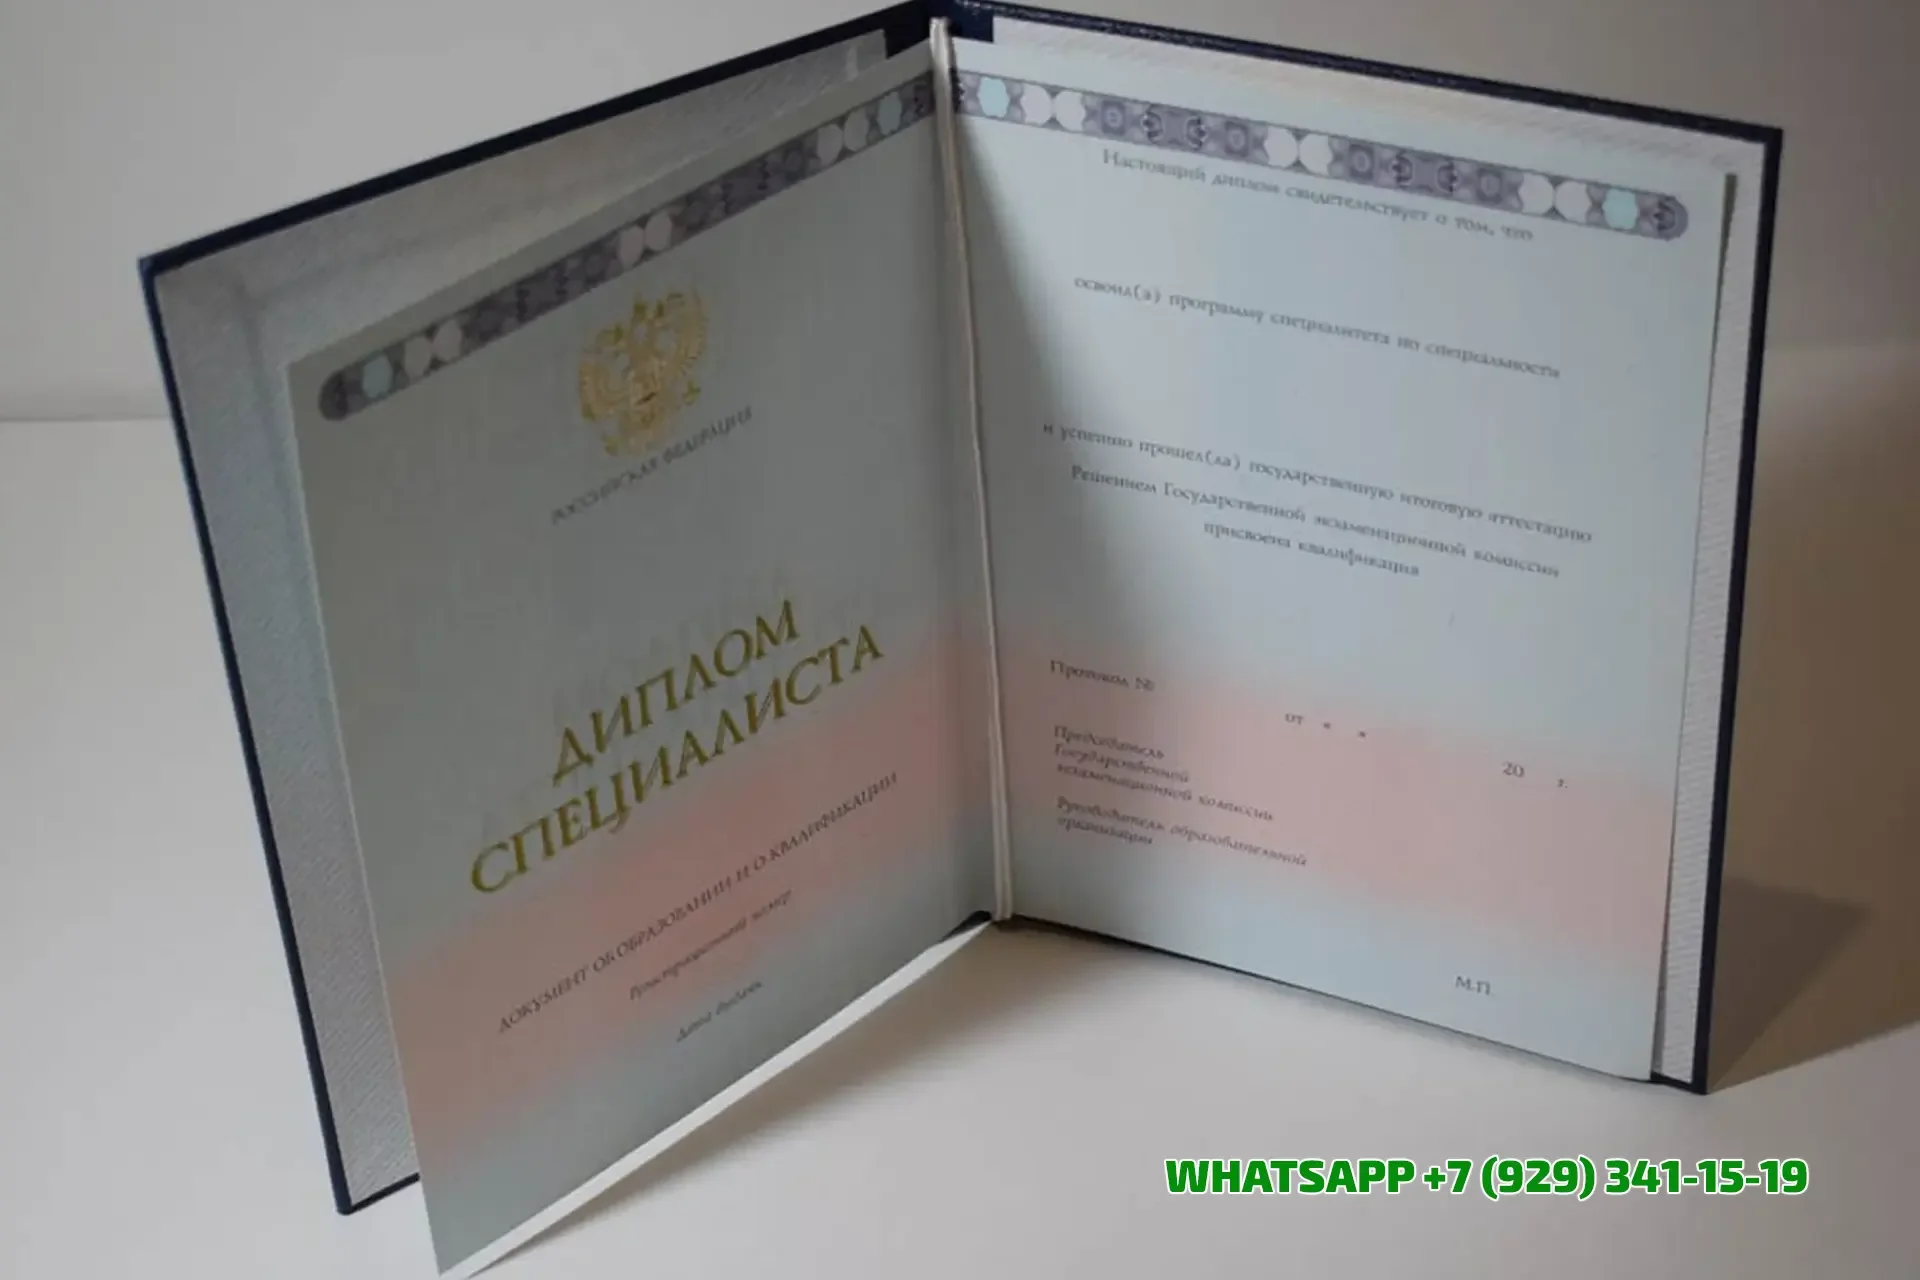 РОССИЙСКАЯ ФЕДЕРАЦИЯ
ДИПЛОМ
СПЕЦИАЛИСТА
ДОКУМЕНТ ОБ ОБРАЗОВАНИИ И О КВАЛИФИКАЦИИ
Регистрационный номер
Дата выдачи
Настоящий диплом свидетельствует о том, что
освоил(а) программу специалитета по специальности
и успешно прошел(ла) государственную итоговую аттестацию
Решением Государственной экзаменационной комиссии
присвоена квалификация
Протокол №
от « » 20 г.
Председатель
Государственной
экзаменационной комиссии
Руководитель образовательной
организации
М.П.
WHATSAPP +7 (929) 341-15-19